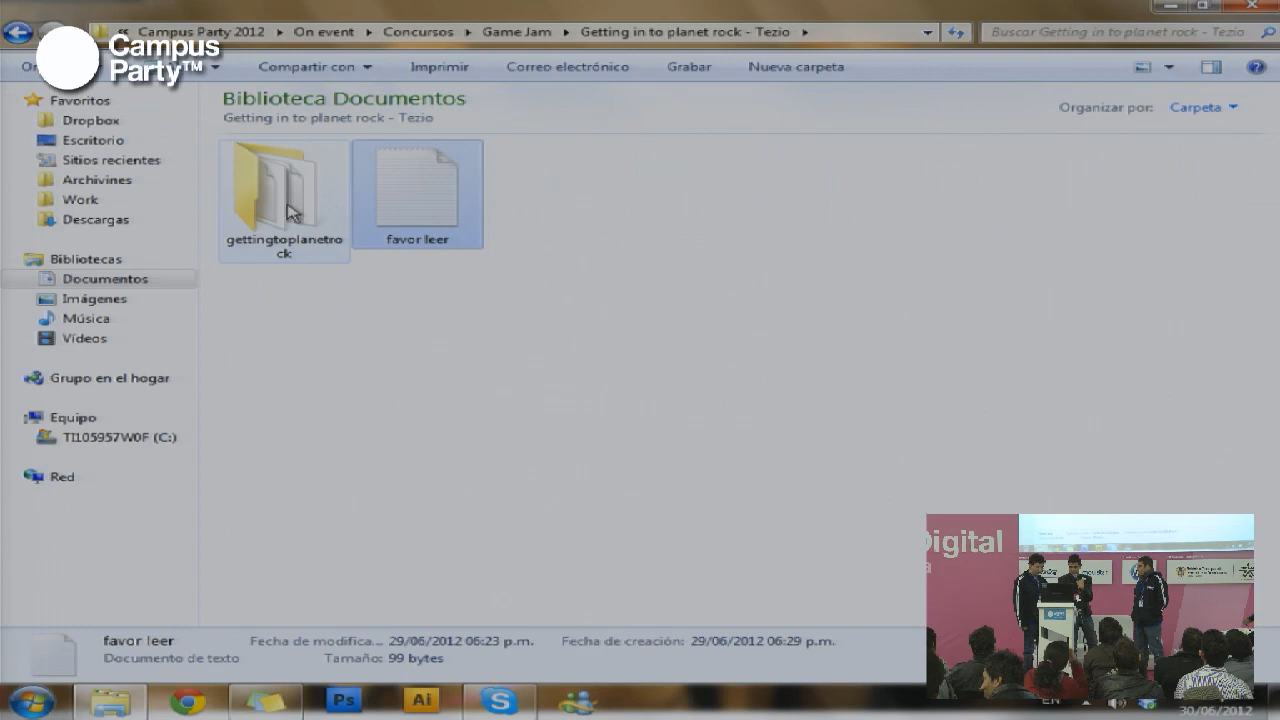 Campus
Party™
« Campus Party 2012 ▸ On event ▸ Concursos ▸ Game Jam ▸ Getting in to planet rock - Tezio ▸
Buscar Getting in to planet rock - Tezio
Compartir con
Imprimir
Correo electrónico
Grabar
Nueva carpeta
Favoritos
Dropbox
Escritorio
Sitios recientes
Archivines
Work
Descargas
Bibliotecas
Documentos
Imágenes
Música
Vídeos
Grupo en el hogar
Equipo
TI105957W0F (C:)
Red
Biblioteca Documentos
Getting in to planet rock - Tezio
Organizar por: Carpeta
gettingtoplanetro
ck
favor leer
favor leer
Documento de texto
Fecha de modifica... 29/06/2012 06:23 p.m.
Tamaño: 99 bytes
Fecha de creación: 29/06/2012 06:29 p.m.
Digital
Ps
Ai
EN
30/06/2012